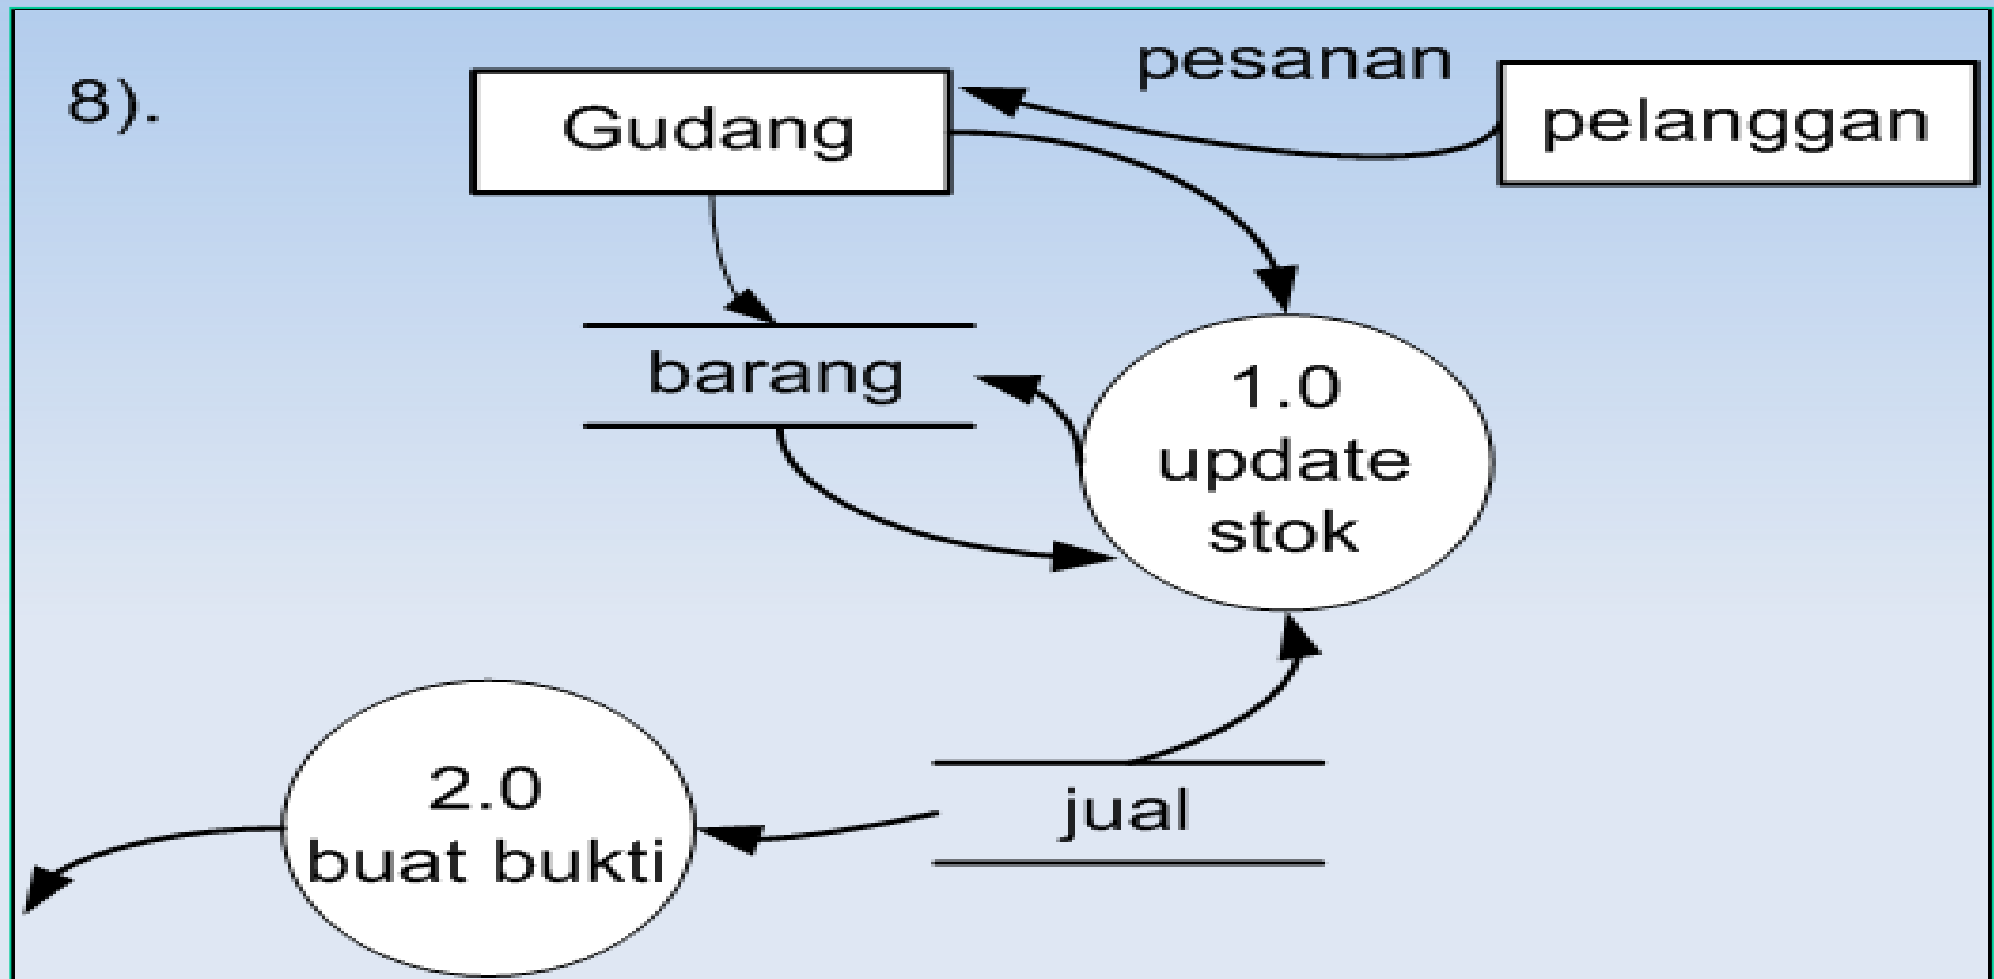 8).
pesanan
Gudang
pelanggan
barang
1.0
update
stok
2.0
buat bukti
jual